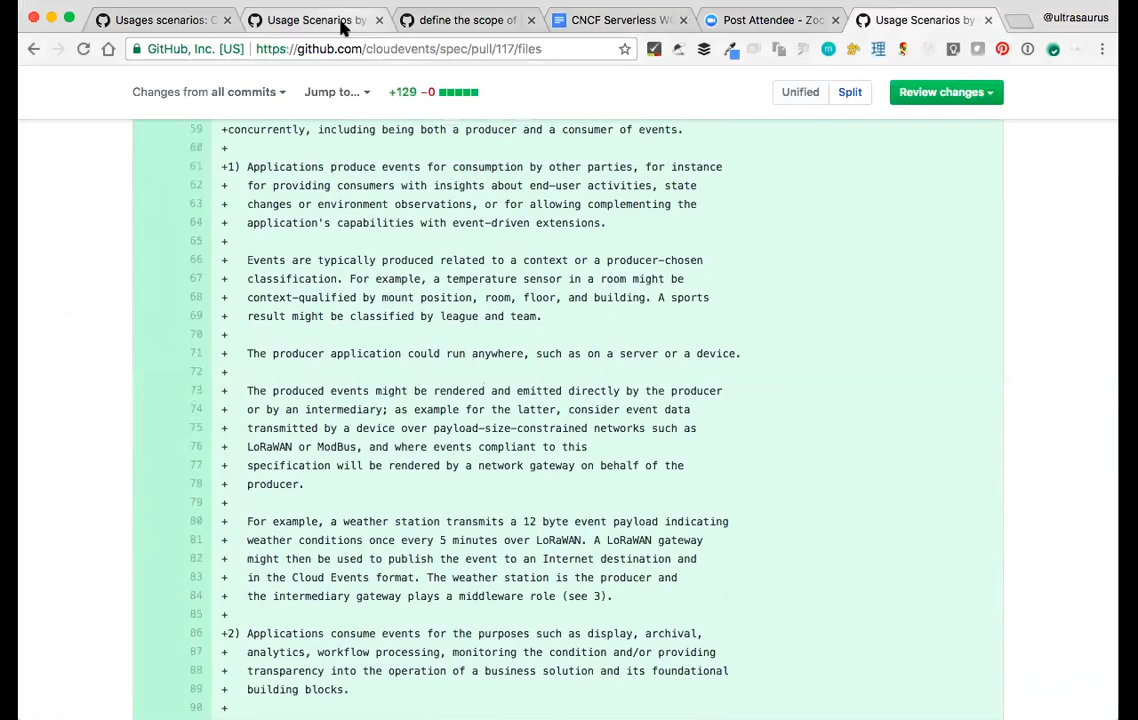 Usages scenarios: C
Usage Scenarios by
define the scope of
CNCF Serverless W
Post Attendee - Zoo
Usage Scenarios by
@ultrasaurus
GitHub, Inc. [US]
https://github.com/cloudevents/spec/pull/117/files
Changes from all commits
Jump to...
+129 −0
Unified
Split
Review changes
59 +concurrently, including being both a producer and a consumer of events.
60 +
61 +1) Applications produce events for consumption by other parties, for instance
62 + for providing consumers with insights about end-user activities, state
63 + changes or environment observations, or for allowing complementing the
64 + application's capabilities with event-driven extensions.
65 +
66 + Events are typically produced related to a context or a producer-chosen
67 + classification. For example, a temperature sensor in a room might be
68 + context-qualified by mount position, room, floor, and building. A sports
69 + result might be classified by league and team.
70 +
71 + The producer application could run anywhere, such as on a server or a device.
72 +
73 + The produced events might be rendered and emitted directly by the producer
74 + or by an intermediary; as example for the latter, consider event data
75 + transmitted by a device over payload-size-constrained networks such as
76 + LoRaWAN or ModBus, and where events compliant to this
77 + specification will be rendered by a network gateway on behalf of the
78 + producer.
79 +
80 + For example, a weather station transmits a 12 byte event payload indicating
81 + weather conditions once every 5 minutes over LoRaWAN. A LoRaWAN gateway
82 + might then be used to publish the event to an Internet destination and
83 + in the Cloud Events format. The weather station is the producer and
84 + the intermediary gateway plays a middleware role (see 3).
85 +
86 +2) Applications consume events for the purposes such as display, archival,
87 + analytics, workflow processing, monitoring the condition and/or providing
88 + transparency into the operation of a business solution and its foundational
89 + building blocks.
90 +